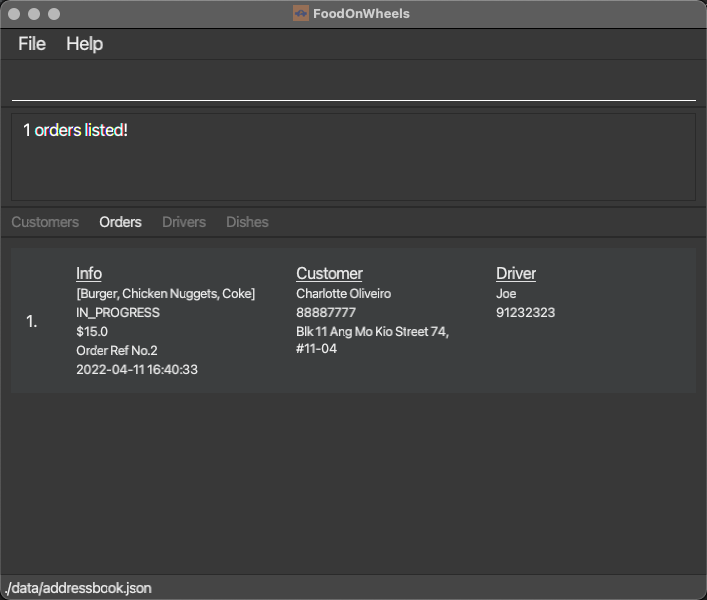 FoodOnWheels
File Help
1 orders listed!
Customers Orders Drivers Dishes
1.
Info
[Burger, Chicken Nuggets, Coke]
IN_PROGRESS
$15.0
Order Ref No.2
2022-04-11 16:40:33
Customer
Charlotte Oliveiro
88887777
Blk 11 Ang Mo Kio Street 74,
#11-04
Driver
Joe
91232323
./data/addressbook.json